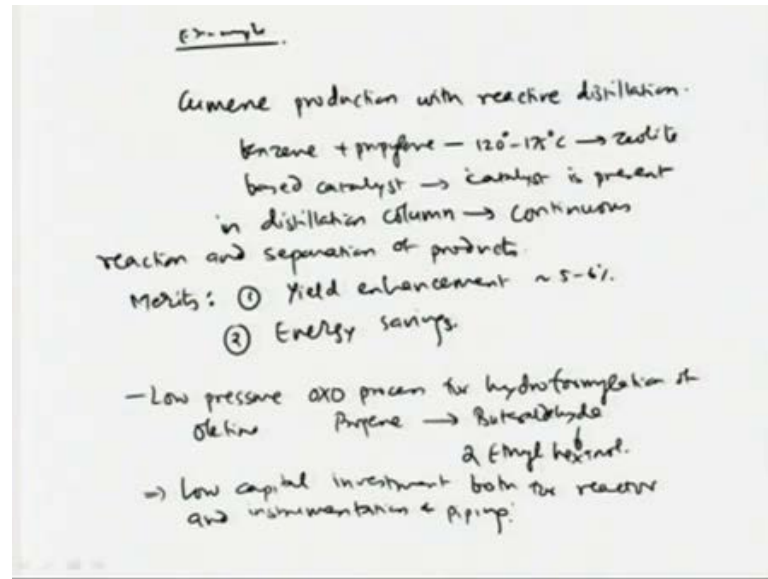 Example.
Cumene production with reactive distillation.
benzene + propylene — 120°-175°C → zeolite
based catalyst → catalyst is present
in distillation column → continuous
reaction and separation of products.
Merits: ① Yield enhancement ~ 5-6%.
② Energy savings.
- Low pressure OXO process for hydroformylation of
olefins Propene → Buteraldehyde
↓
2 Ethyl hexanol.
⇒ Low capital investment both for reactor
and instrumentation & piping.